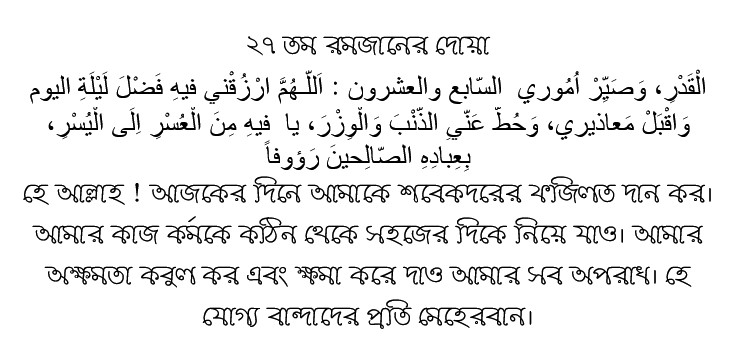 ২৭ তম রমজানের দোয়া
الْقَدْرِ، وَصَيِّرْ اُمُوري السّابع والعشرون : اَللّـهُمَّ ارْزُقْني فيهِ فَضْلَ لَيْلَةِ اليوم
وَاقْبَلْ مَعاذيري، وَحُطَّ عَنّيِ الذَّنْبَ وَالْوِزْرَ، يا فيهِ مِنَ الْعُسْرِ اِلَى الْيُسْرِ،
بِعِبادِهِ الصّالِحينَ رَؤوفاً
হে আল্লাহ ! আজকের দিনে আমাকে শবেকদরের ফজিলত দান কর।
আমার কাজ কর্মকে কঠিন থেকে সহজের দিকে নিয়ে যাও। আমার
অক্ষমতা কবুল কর এবং ক্ষমা করে দাও আমার সব অপরাধ। হে
যোগ্য বান্দাদের প্রতি মেহেরবান।